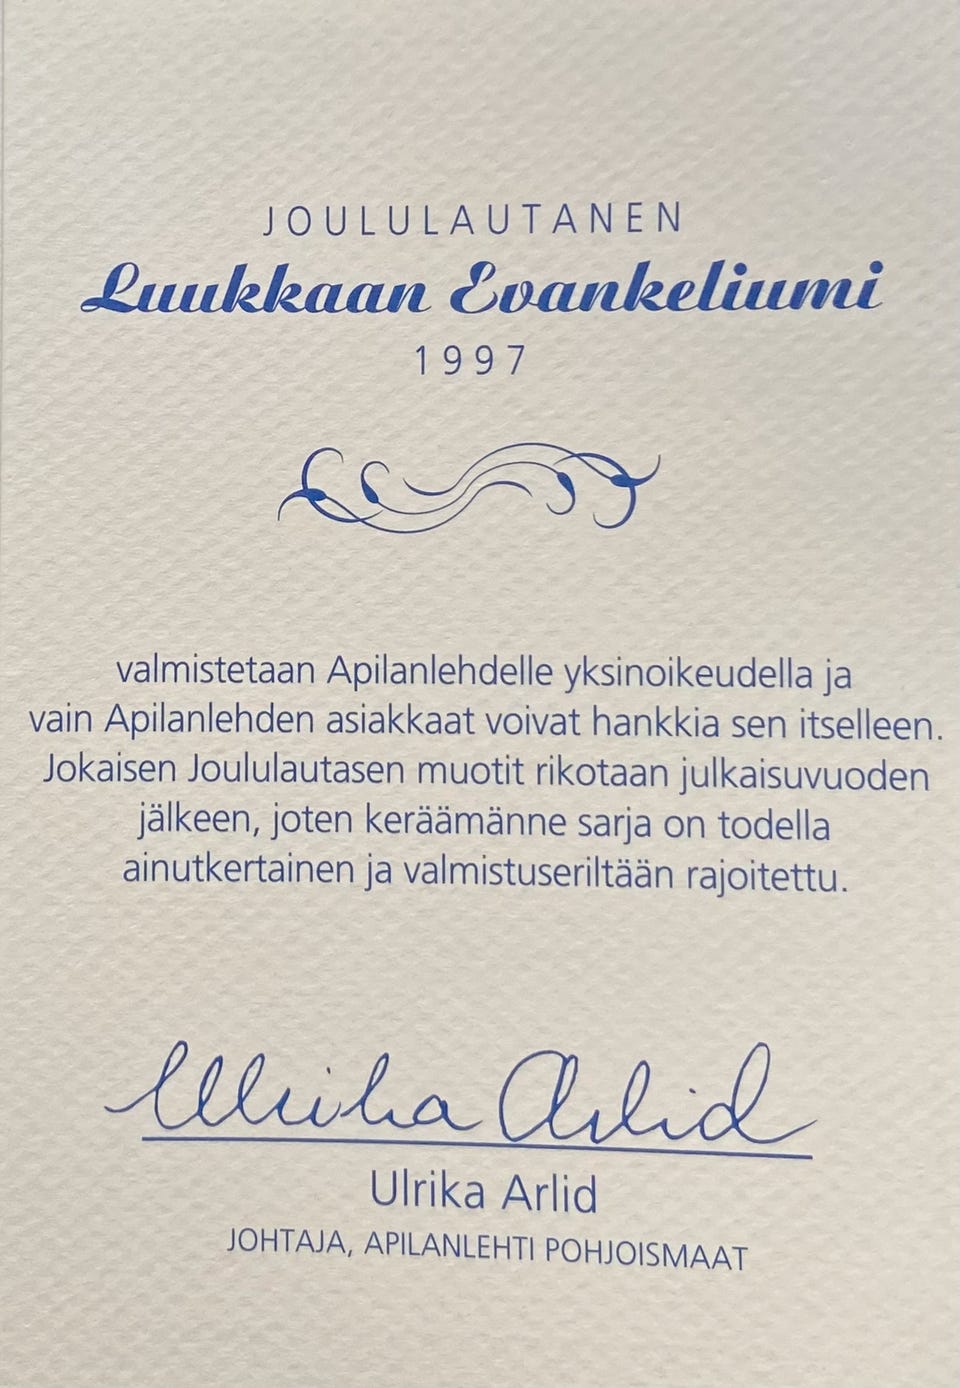 JOULULAUTANEN
Luukkaan Evankeliumi
1997
valmistetaan Apilanlehdelle yksinoikeudella ja
vain Apilanlehden asiakkaat voivat hankkia sen itselleen.
Jokaisen Joululautasen muotit rikotaan julkaisuvuoden
jälkeen, joten keräämänne sarja on todella
ainutkertainen ja valmistuseriltään rajoitettu.
Ulrika Arlid
Ulrika Arlid
JOHTAJA, APILANLEHTI POHJOISMAAT